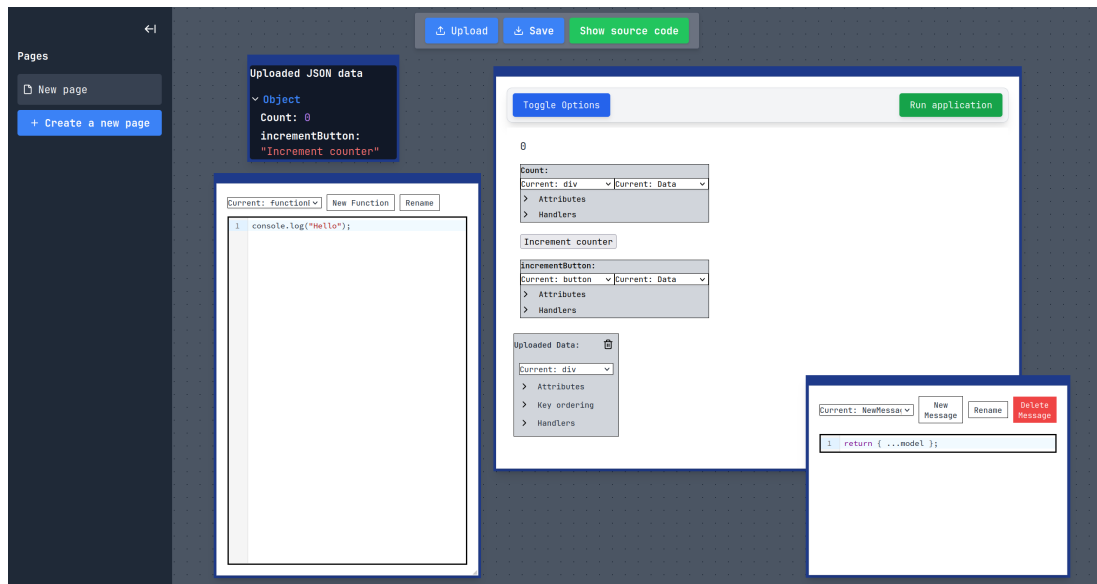 Pages
New page
+ Create a new page
Upload
Save
Show source code
Uploaded JSON data
Object
Count: 0
incrementButton:
"Increment counter"
Current: function
New Function
Rename
1 console.log("Hello");
Toggle Options
Run application
0
Count:
Current: div
Current: Data
Attributes
Handlers
Increment counter
incrementButton:
Current: button
Current: Data
Attributes
Handlers
Uploaded Data:
Current: div
Attributes
Key ordering
Handlers
Current: NewMessa
New
Message
Rename
Delete
Message
1 return { ...model };